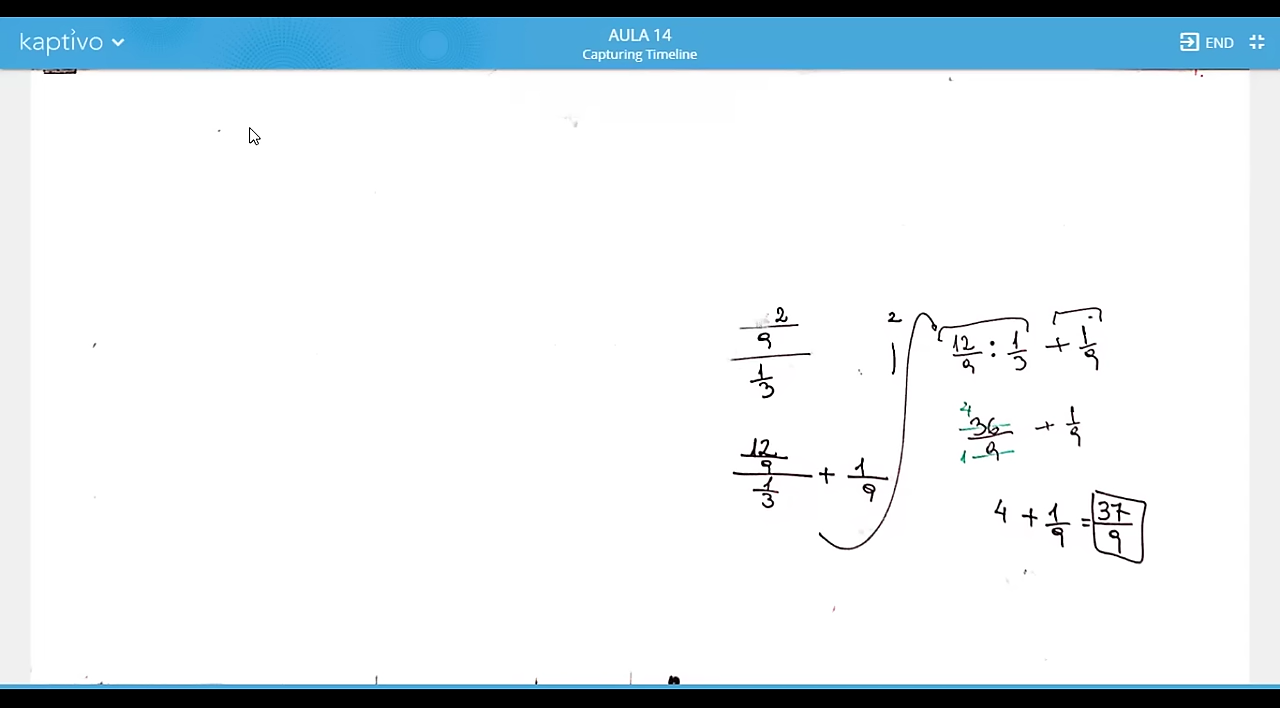 kaptivo
AULA 14
Capturing Timeline
END
2/9
1/3
2
12/9 : 1/3 + 1/9
12/9
1/3
+ 1/9
4
36/9 + 1/9
1
4 + 1/9 = 37/9